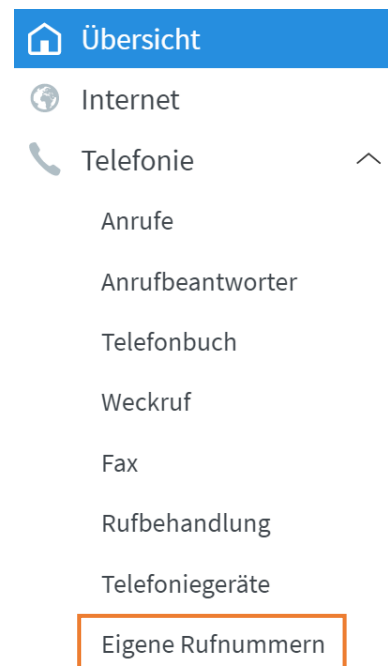 Übersicht
Internet
Telefonie
Anrufe
Anrufbeantworter
Telefonbuch
Weckruf
Fax
Rufbehandlung
Telefoniegeräte
Eigene Rufnummern